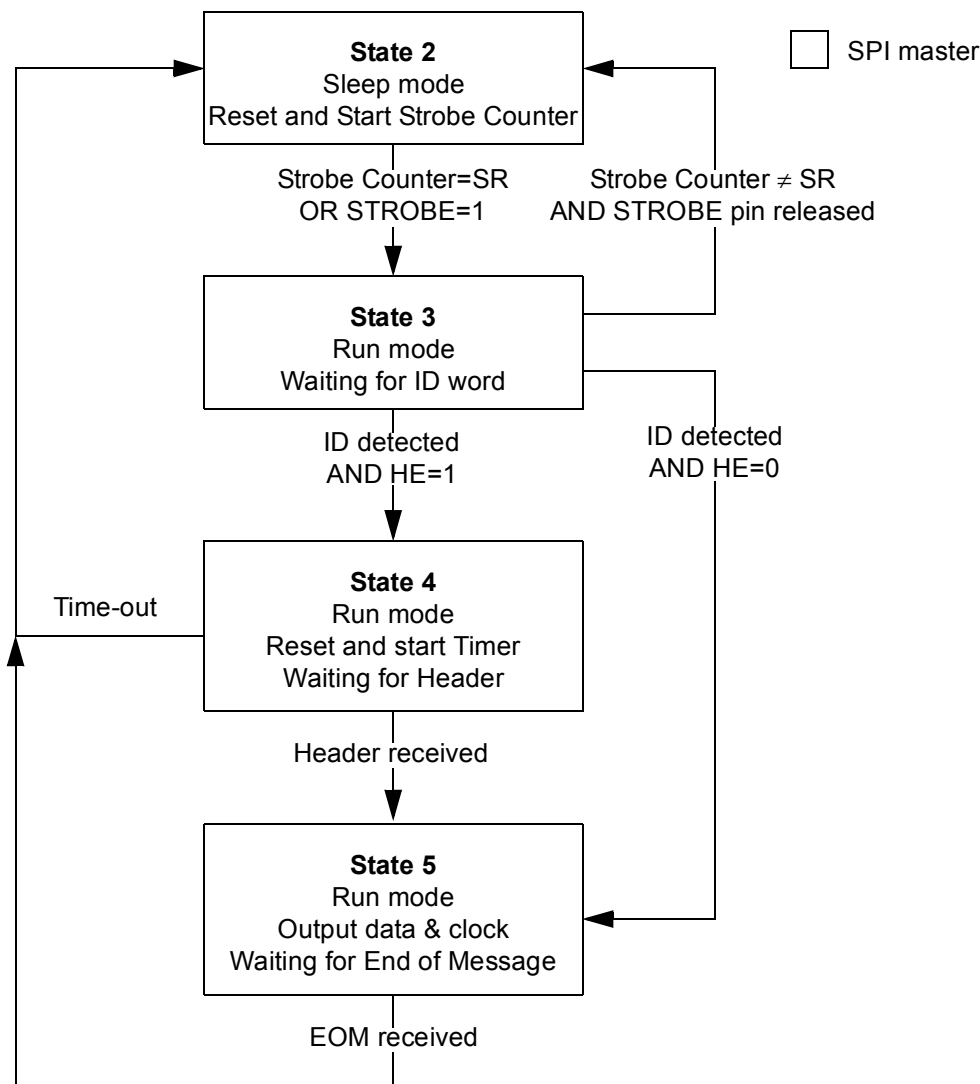 State 2
Sleep mode
Reset and Start Strobe Counter
SPI master
Strobe Counter=SR
OR STROBE=1
Strobe Counter ≠ SR
AND STROBE pin released
State 3
Run mode
Waiting for ID word
ID detected
AND HE=1
ID detected
AND HE=0
State 4
Run mode
Reset and start Timer
Waiting for Header
Time-out
Header received
State 5
Run mode
Output data & clock
Waiting for End of Message
EOM received